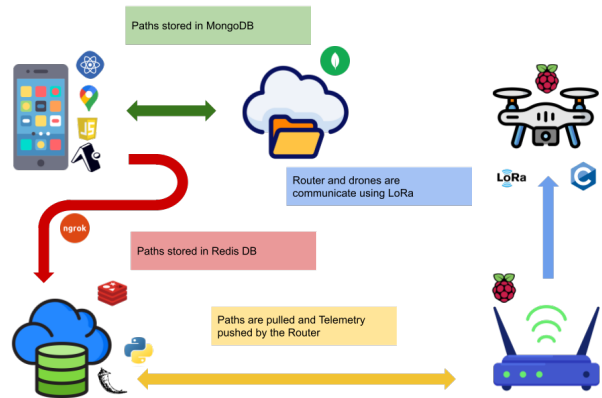 Paths stored in MongoDB
JS
Router and drones are
communicate using LoRa
LoRa
C
ngrok
Paths stored in Redis DB
Paths are pulled and Telemetry
pushed by the Router